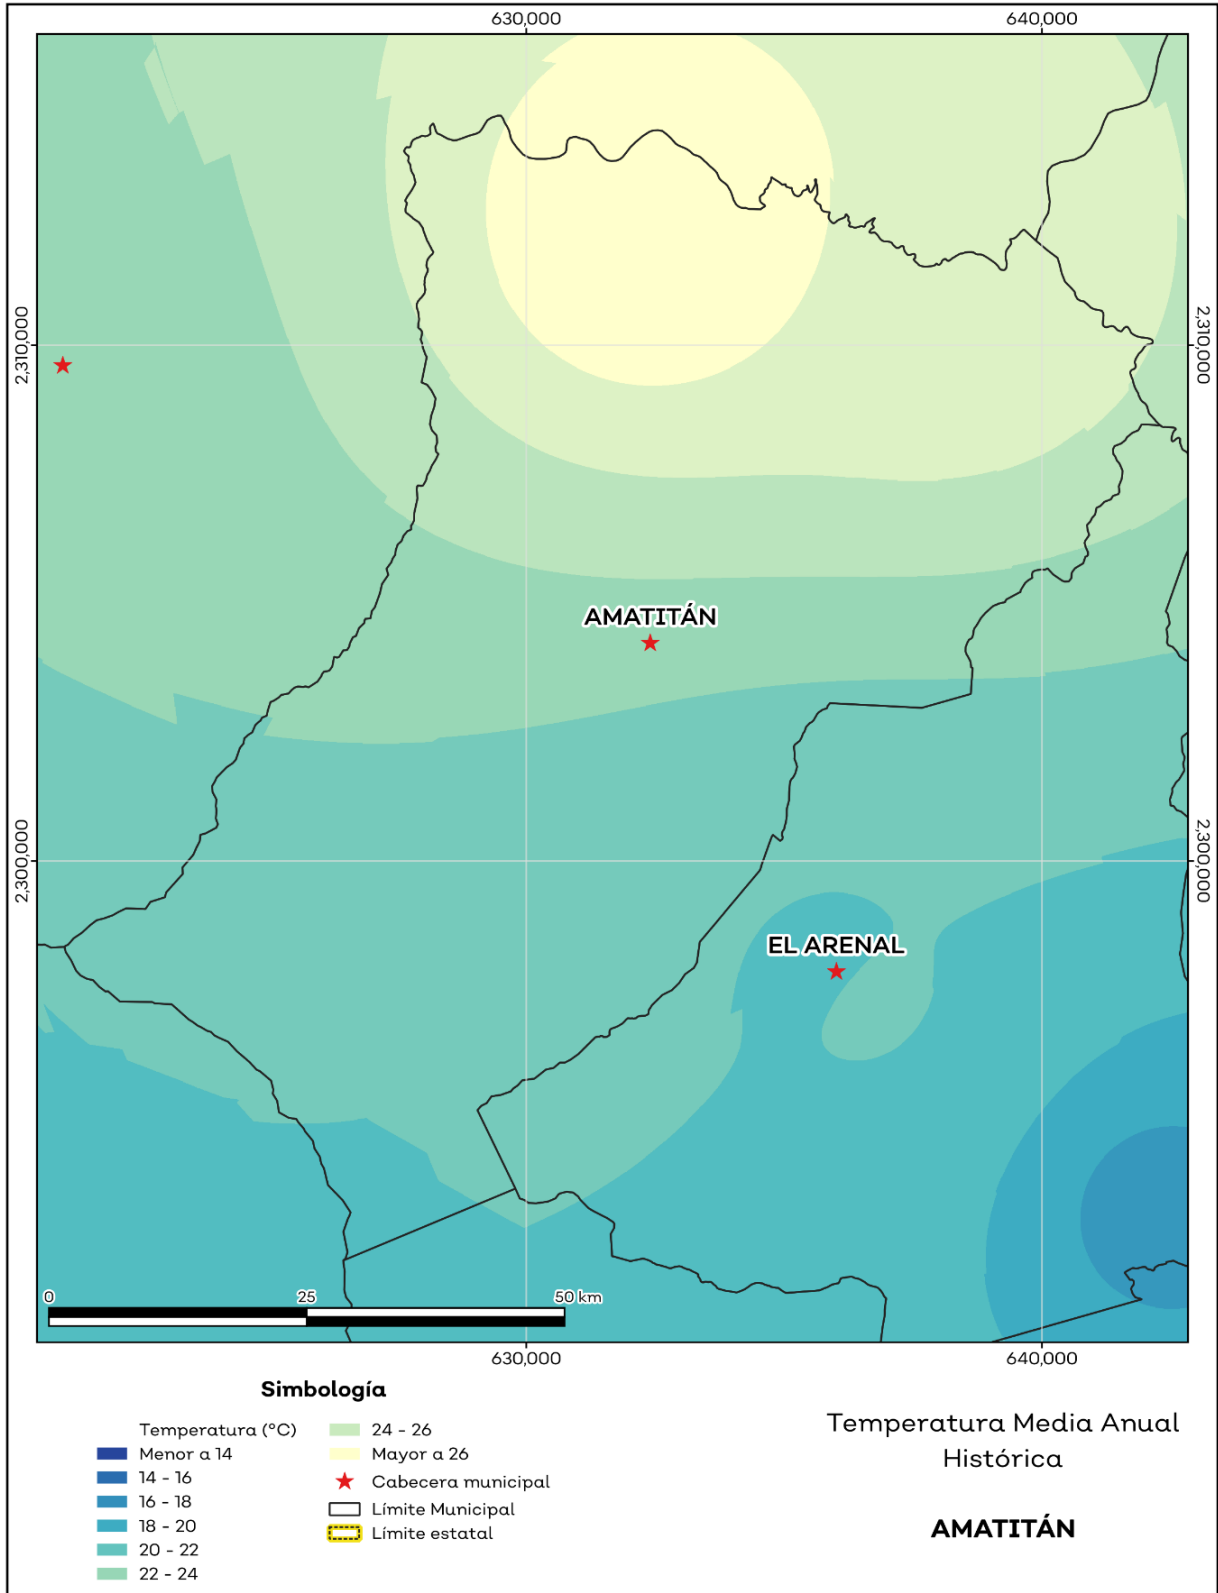 630,000
640,000
2,310,000
2,310,000
AMATITÁN
2,300,000
2,300,000
EL ARENAL
0
25
50 km
630,000
640,000
Simbología
Temperatura (°C)
Menor a 14
14 - 16
16 - 18
18 - 20
20 - 22
22 - 24
24 - 26
Mayor a 26
Cabecera municipal
Límite Municipal
Límite estatal
Temperatura Media Anual
Histórica
AMATITÁN